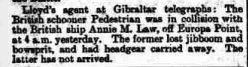 Lloyd's agent at Gibraltar telegraphs: The
British schooner Pedestrian was in collision with
the British ship Annie M. Law, off Europa Point,
at 4 a.m. yesterday. The former lost jibboom and
bowsprit, and had headgear carried away. The
latter has not arrived.